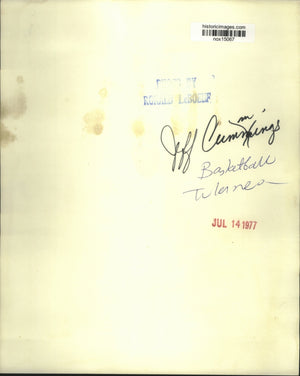 historicimages.com
nox15067
PHOTO BY
RONALD LeBOEUF
Jeff Cummings
Basketball
Tulane
JUL 14 1977